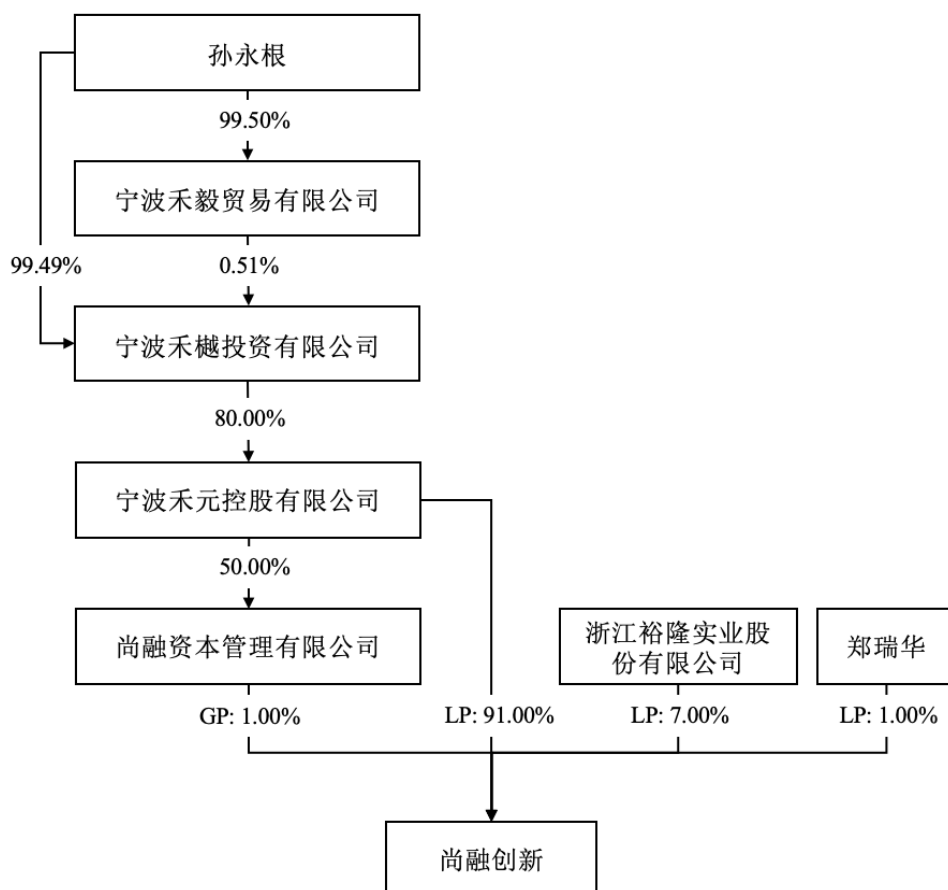 孙永根
99.50%
宁波禾毅贸易有限公司
99.49%
0.51%
宁波禾樾投资有限公司
80.00%
宁波禾元控股有限公司
50.00%
尚融资本管理有限公司
浙江裕隆实业股
份有限公司
郑瑞华
GP: 1.00%
LP: 91.00%
LP: 7.00%
LP: 1.00%
尚融创新